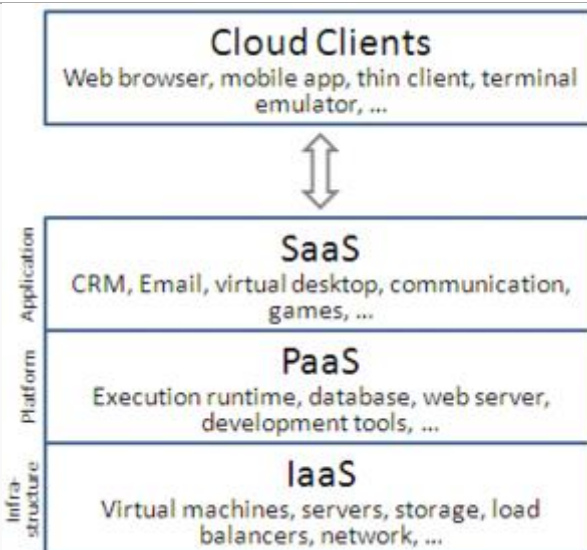 Cloud Clients
Web browser, mobile app, thin client, terminal
emulator, ...
Application
SaaS
CRM, Email, virtual desktop, communication,
games, ...
Platform
PaaS
Execution runtime, database, web server,
development tools, ...
Infra-
structure
IaaS
Virtual machines, servers, storage, load
balancers, network, ...